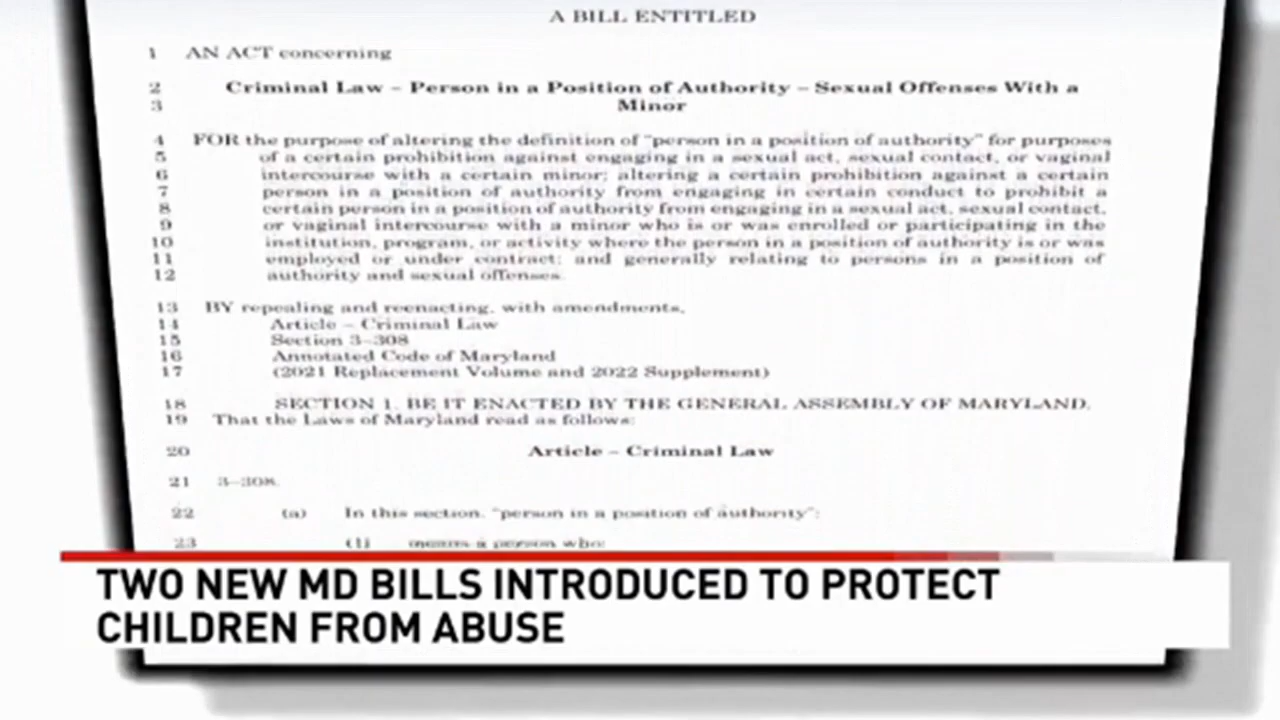 A BILL ENTITLED
1 AN ACT concerning
2 Criminal Law – Person in a Position of Authority – Sexual Offenses With a
3 Minor
4 FOR the purpose of altering the definition of "person in a position of authority" for purposes
5 of a certain prohibition against engaging in a sexual act, sexual contact, or vaginal
6 intercourse with a certain minor; altering a certain prohibition against a certain
7 person in a position of authority from engaging in certain conduct to prohibit a
8 certain person in a position of authority from engaging in a sexual act, sexual contact,
9 or vaginal intercourse with a minor who is or was enrolled or participating in the
10 institution, program, or activity where the person in a position of authority is or was
11 employed or under contract; and generally relating to persons in a position of
12 authority and sexual offenses.
13 BY repealing and reenacting, with amendments,
14 Article – Criminal Law
15 Section 3–308
16 Annotated Code of Maryland
17 (2021 Replacement Volume and 2022 Supplement)
18 SECTION 1. BE IT ENACTED BY THE GENERAL ASSEMBLY OF MARYLAND,
19 That the Laws of Maryland read as follows:
20 Article – Criminal Law
21 3–308.
22 (a) In this section, "person in a position of authority":
23 (1) means a person who:
TWO NEW MD BILLS INTRODUCED TO PROTECT
CHILDREN FROM ABUSE